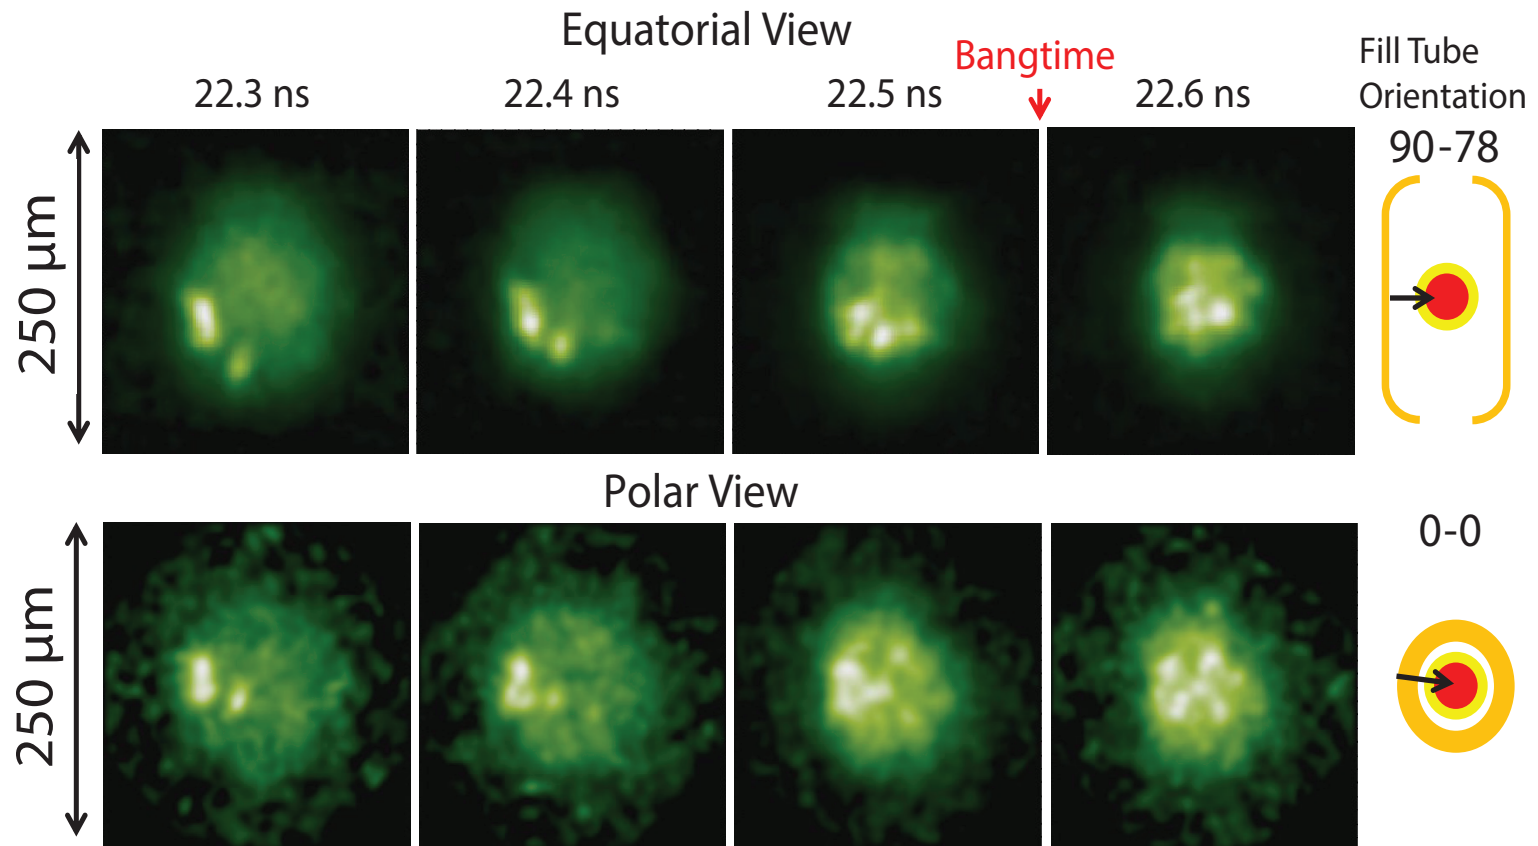 Equatorial View
Bangtime
22.3 ns
22.4 ns
22.5 ns
22.6 ns
Fill Tube
Orientation
90-78
250 μm
Polar View
0-0
250 μm